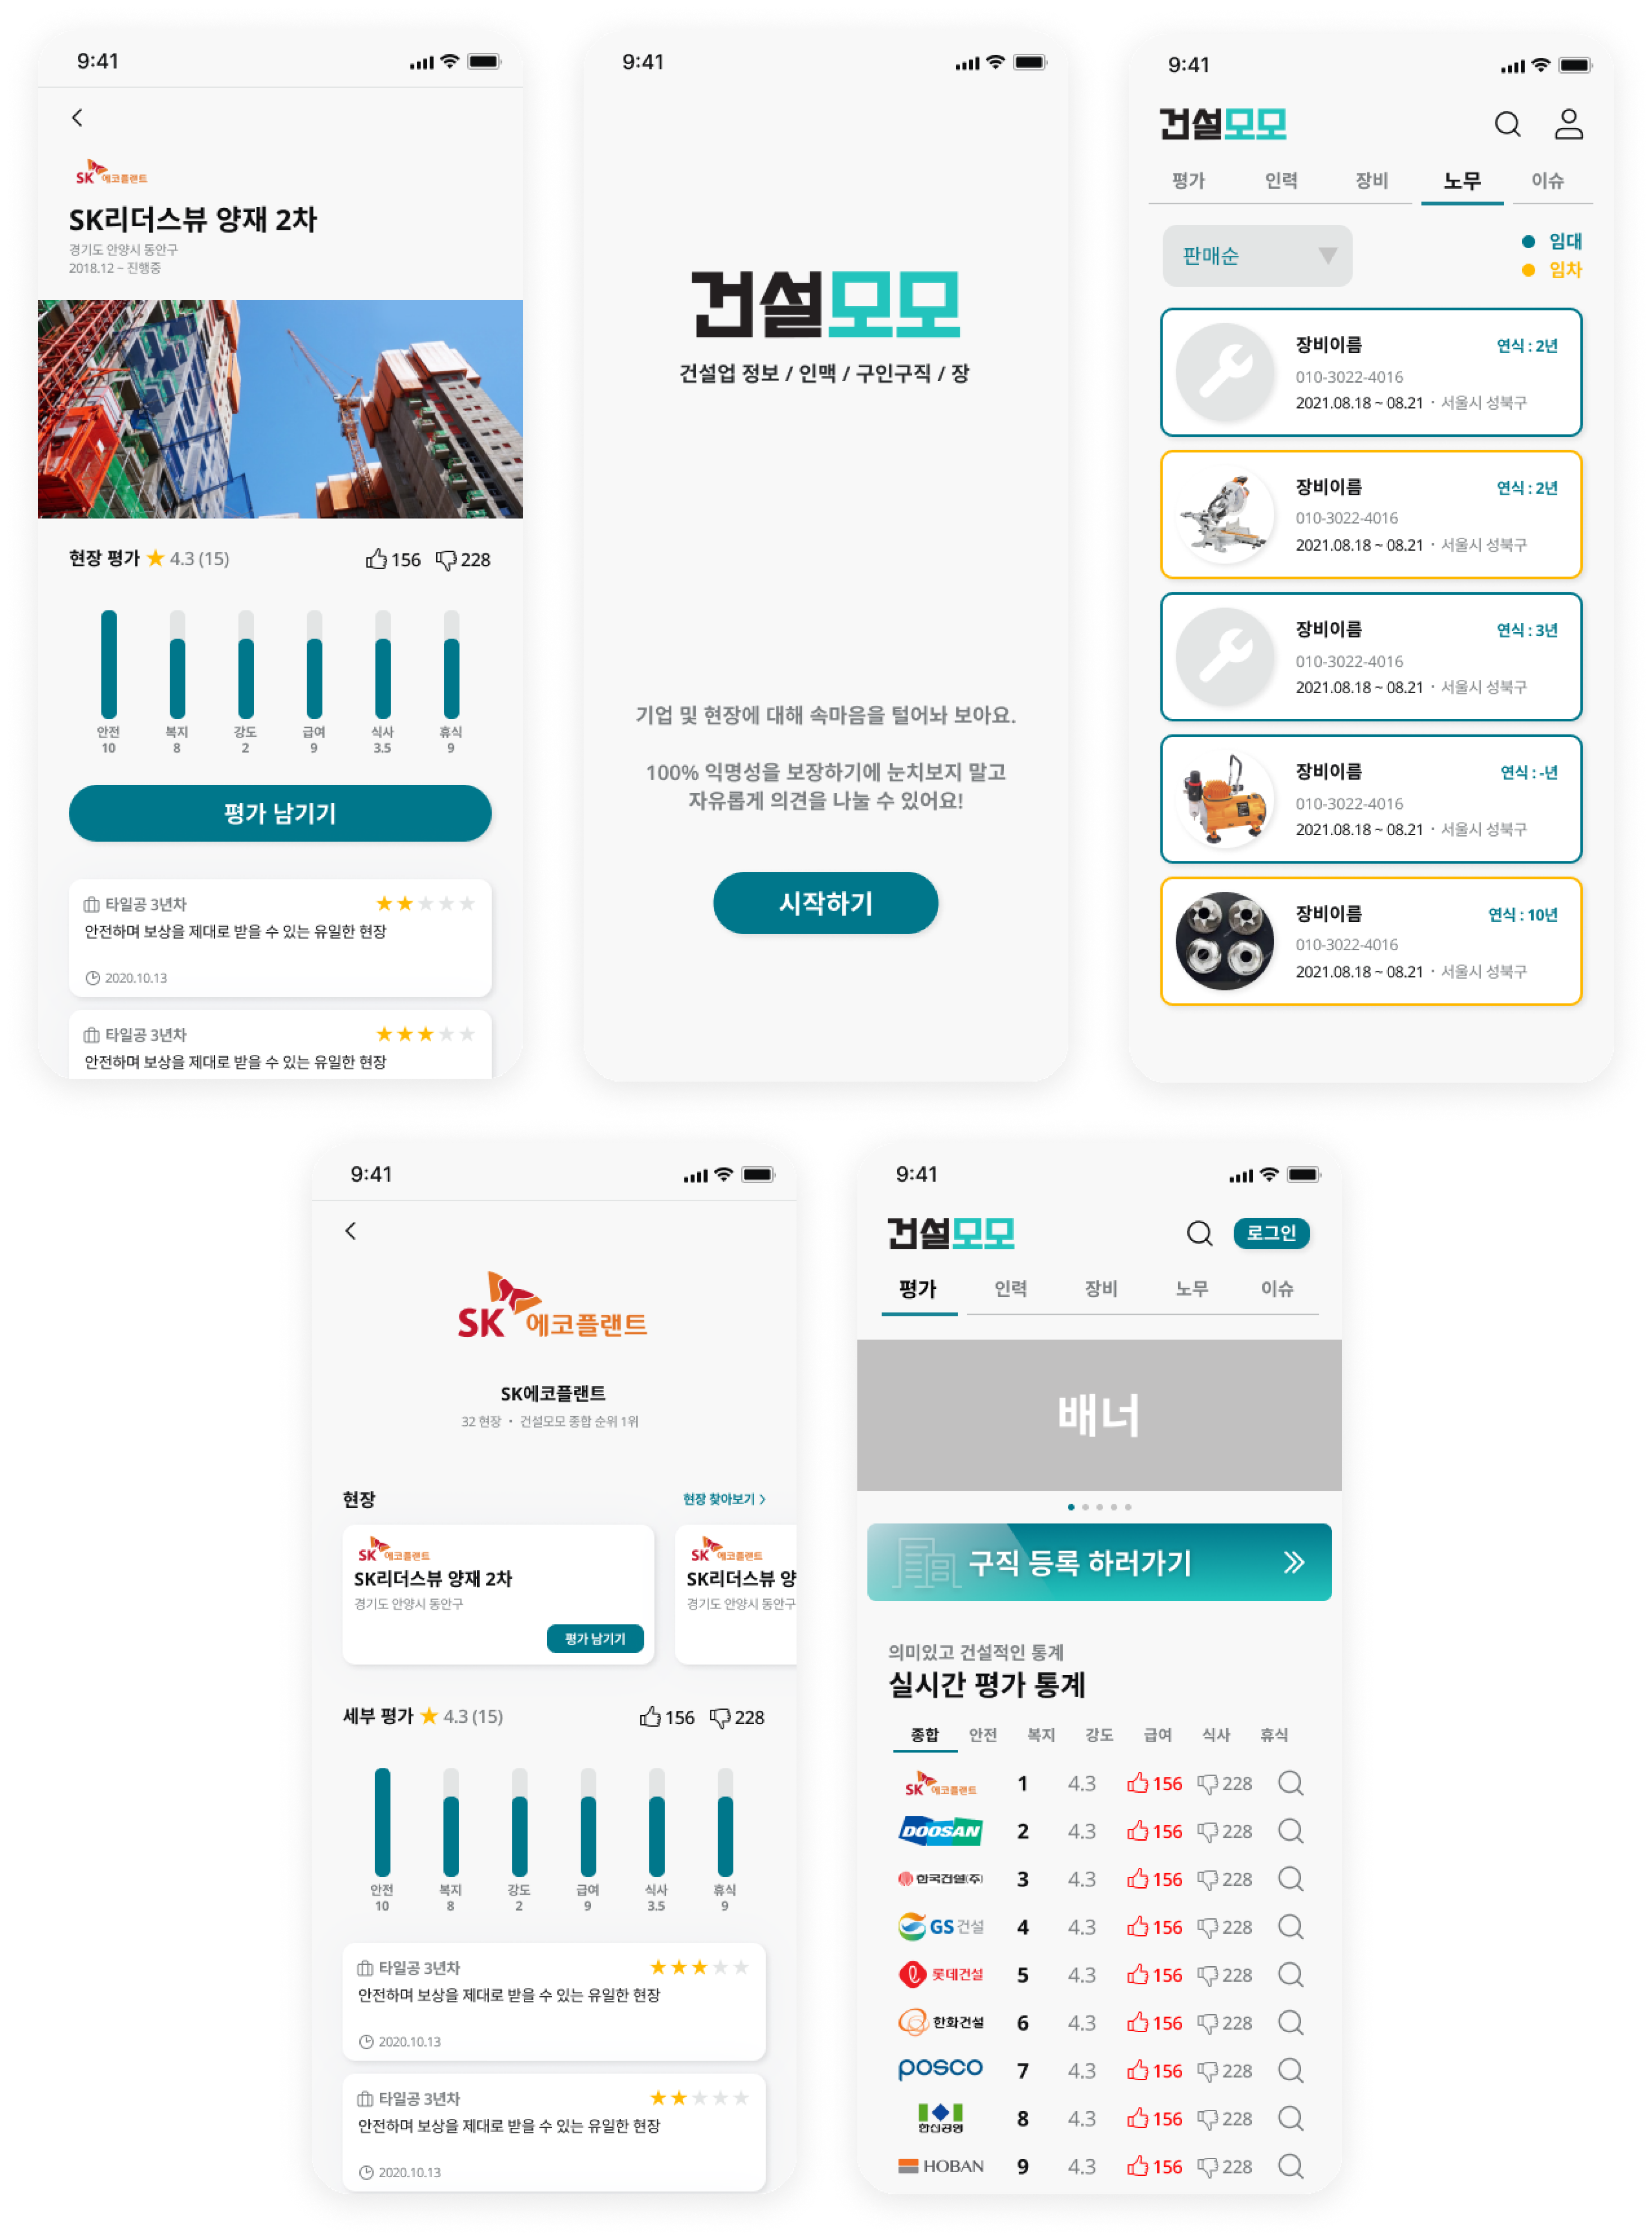 9:41
SK 에코플랜트
SK리더스뷰 양재 2차
경기도 안양시 동안구
2018.12 ~ 진행중
현장 평가 ★ 4.3 (15) 156 228
안전 복지 강도 급여 식사 휴식
10 8 2 9 3.5 9
평가 남기기
타일공 3년차
안전하며 보상을 제대로 받을 수 있는 유일한 현장
2020.10.13
타일공 3년차
안전하며 보상을 제대로 받을 수 있는 유일한 현장
9:41
건설모모
건설업 정보 / 인맥 / 구인구직 / 장
기업 및 현장에 대해 속마음을 털어놔 보아요.
100% 익명성을 보장하기에 눈치보지 말고
자유롭게 의견을 나눌 수 있어요!
시작하기
9:41
건설모모
평가 인력 장비 노무 이슈
판매순
임대
임차
장비이름 연식 : 2년
010-3022-4016
2021.08.18 ~ 08.21 · 서울시 성북구
장비이름 연식 : 2년
010-3022-4016
2021.08.18 ~ 08.21 · 서울시 성북구
장비이름 연식 : 3년
010-3022-4016
2021.08.18 ~ 08.21 · 서울시 성북구
장비이름 연식 : -년
010-3022-4016
2021.08.18 ~ 08.21 · 서울시 성북구
장비이름 연식 : 10년
010-3022-4016
2021.08.18 ~ 08.21 · 서울시 성북구
9:41
SK 에코플랜트
SK에코플랜트
32 현장 · 건설모모 종합 순위 1위
현장 현장 찾아보기 >
SK 에코플랜트
SK리더스뷰 양재 2차
경기도 안양시 동안구
평가 남기기
SK 에코플랜트
SK리더스뷰 양
경기도 안양시 동안구
세부 평가 ★ 4.3 (15) 156 228
안전 복지 강도 급여 식사 휴식
10 8 2 9 3.5 9
타일공 3년차
안전하며 보상을 제대로 받을 수 있는 유일한 현장
2020.10.13
타일공 3년차
안전하며 보상을 제대로 받을 수 있는 유일한 현장
2020.10.13
9:41
건설모모 로그인
평가 인력 장비 노무 이슈
배너
구직 등록 하러가기
의미있고 건설적인 통계
실시간 평가 통계
종합 안전 복지 강도 급여 식사 휴식
SK 에코플랜트 1 4.3 156 228
DOOSAN 2 4.3 156 228
한국건설(주) 3 4.3 156 228
GS건설 4 4.3 156 228
롯데건설 5 4.3 156 228
한화건설 6 4.3 156 228
posco 7 4.3 156 228
한신공영 8 4.3 156 228
HOBAN 9 4.3 156 228